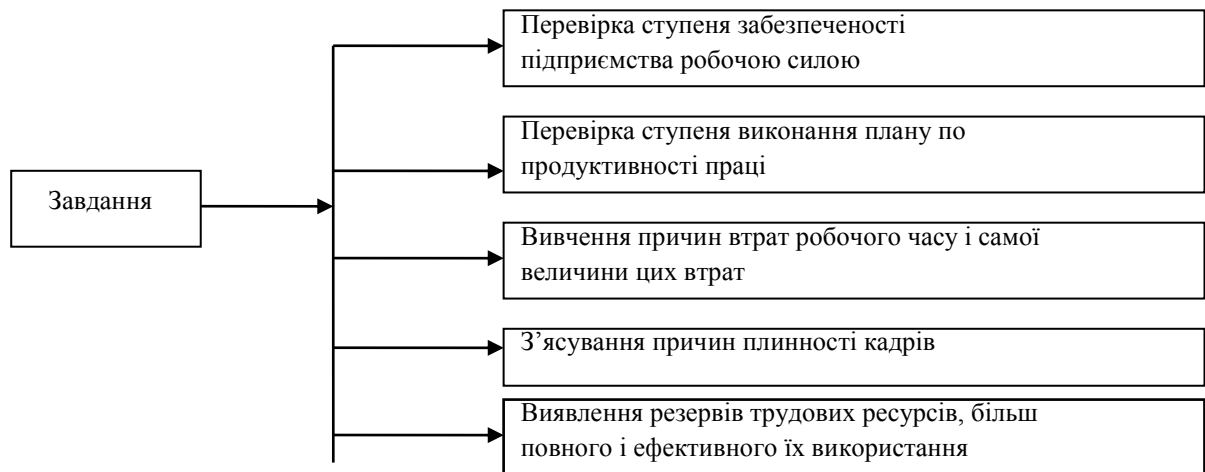 Завдання
Перевірка ступеня забезпеченості
підприємства робочою силою
Перевірка ступеня виконання плану по
продуктивності праці
Вивчення причин втрат робочого часу і самої
величини цих втрат
З’ясування причин плинності кадрів
Виявлення резервів трудових ресурсів, більш
повного і ефективного їх використання